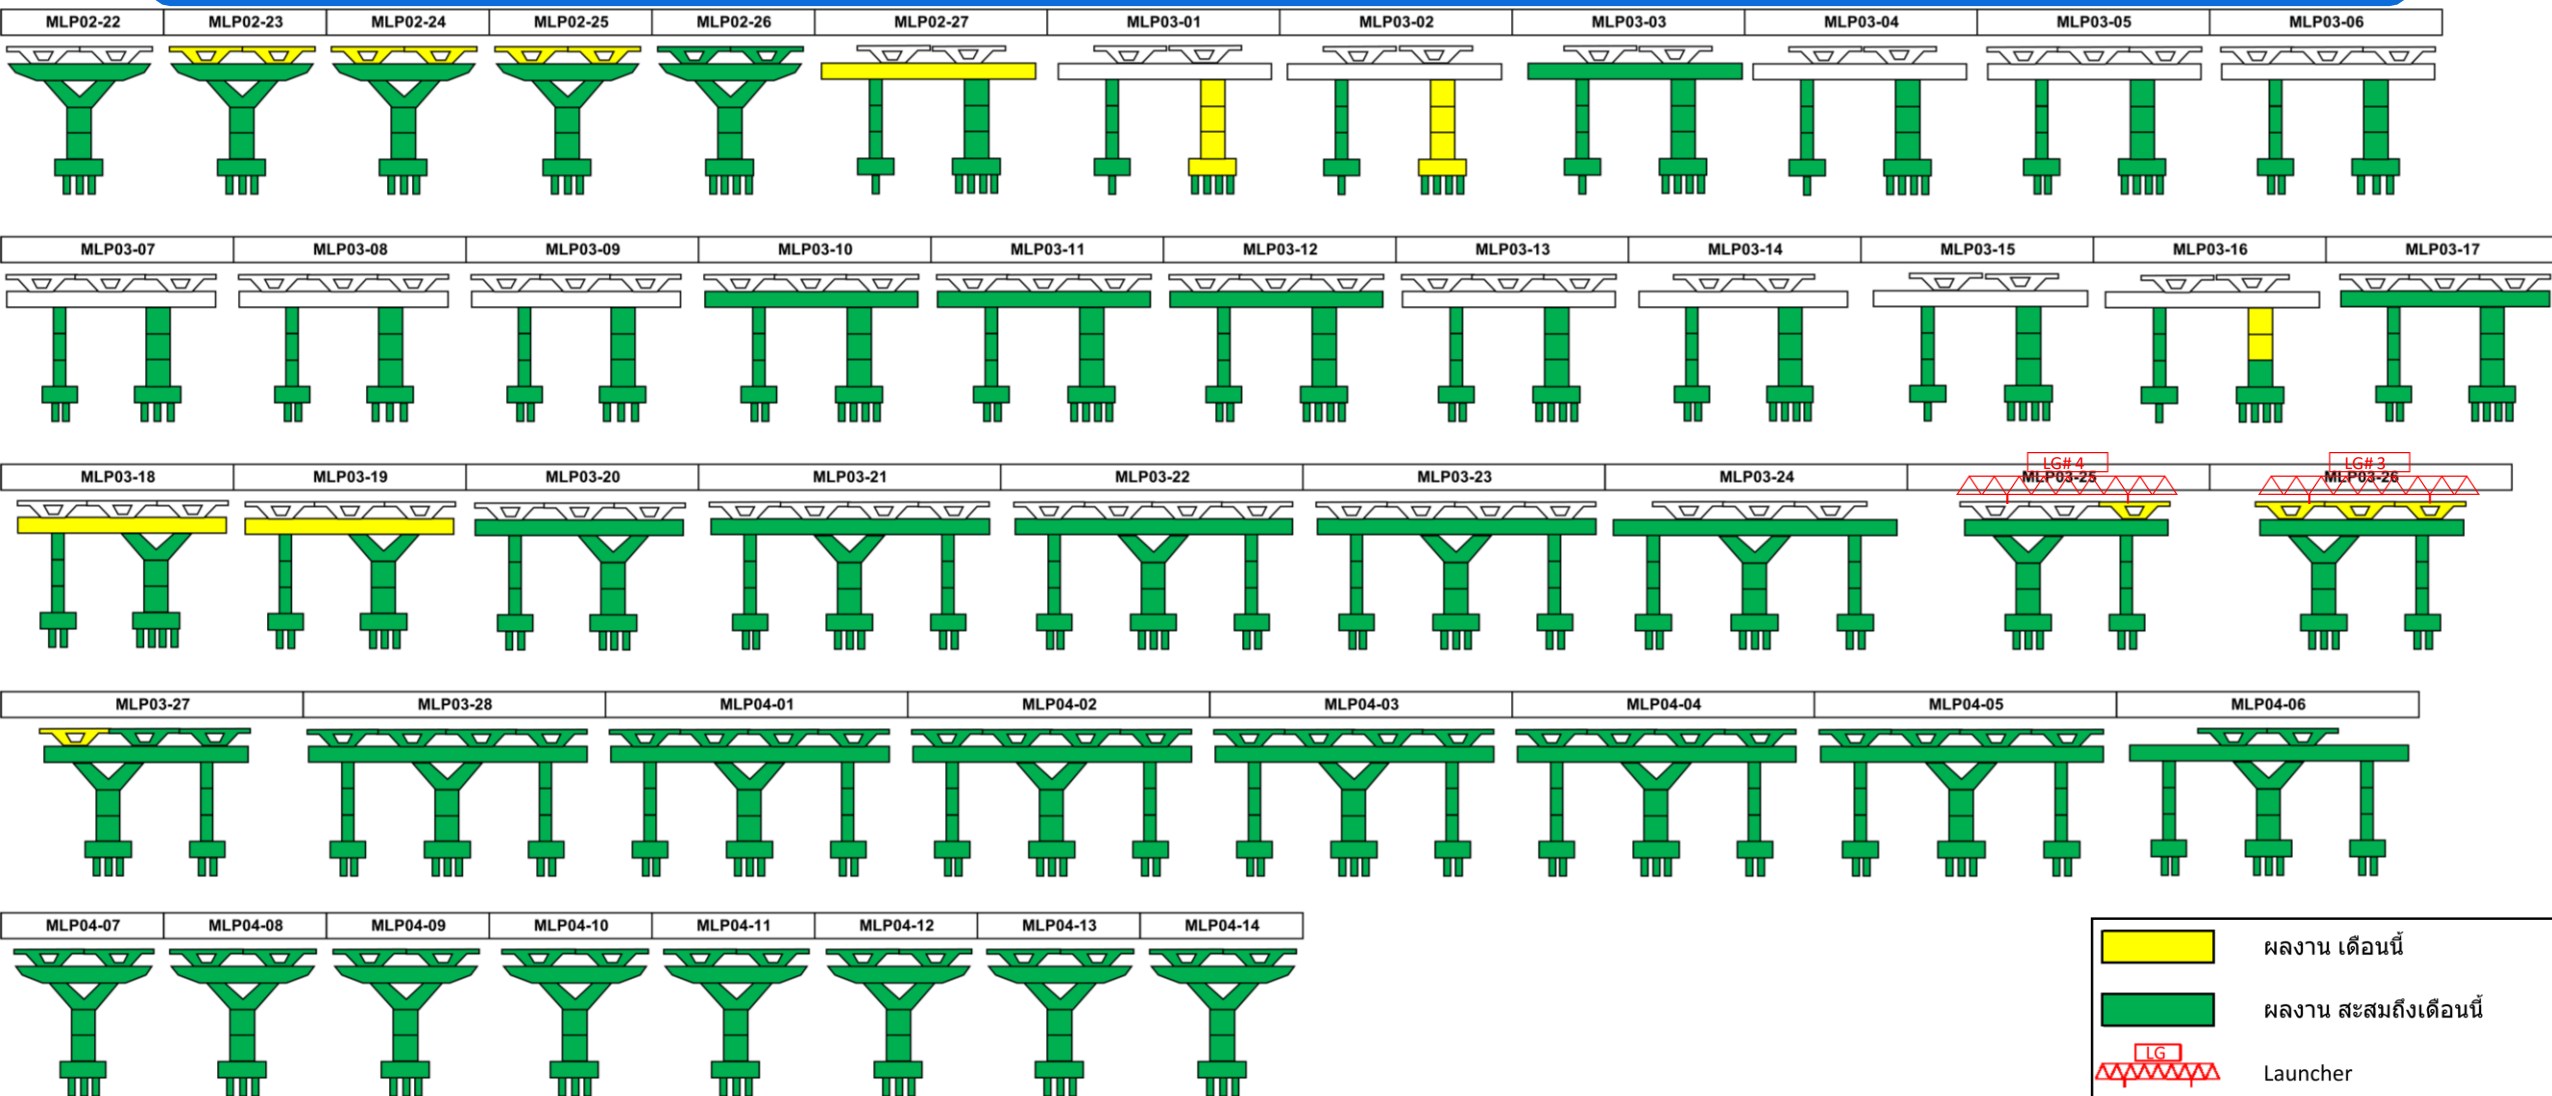 MLP02-22 MLP02-23 MLP02-24 MLP02-25 MLP02-26 MLP02-27 MLP03-01 MLP03-02 MLP03-03 MLP03-04 MLP03-05 MLP03-06
MLP03-07 MLP03-08 MLP03-09 MLP03-10 MLP03-11 MLP03-12 MLP03-13 MLP03-14 MLP03-15 MLP03-16 MLP03-17
LG# 4 LG# 3
MLP03-18 MLP03-19 MLP03-20 MLP03-21 MLP03-22 MLP03-23 MLP03-24 MLP03-25 MLP03-26
MLP03-27 MLP03-28 MLP04-01 MLP04-02 MLP04-03 MLP04-04 MLP04-05 MLP04-06
MLP04-07 MLP04-08 MLP04-09 MLP04-10 MLP04-11 MLP04-12 MLP04-13 MLP04-14
ผลงาน เดือนนี้
ผลงาน สะสมถึงเดือนนี้
LG
Launcher